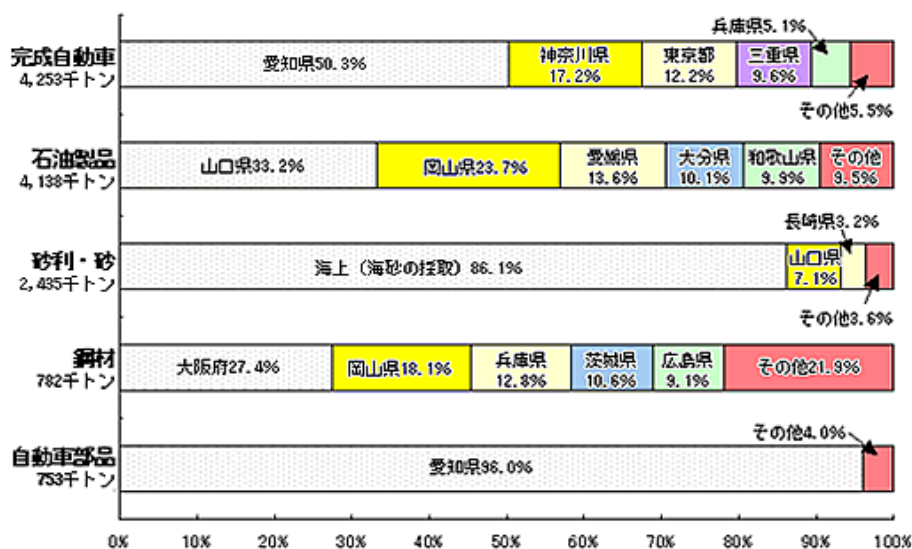 兵庫県5.1%
完成自動車
4,253千トン
愛知県50.3%
神奈川県
17.2%
東京都
12.2%
三重県
9.6%
その他5.5%
石油製品
4,138千トン
山口県33.2%
岡山県23.7%
愛媛県
13.6%
大分県
10.1%
和歌山県
9.9%
その他
9.5%
長崎県3.2%
砂利・砂
2,485千トン
海上（海砂の採取）86.1%
山口県
7.1%
その他3.6%
鋼材
782千トン
大阪府27.4%
岡山県18.1%
兵庫県
12.8%
茨城県
10.6%
広島県
9.1%
その他21.9%
その他4.0%
自動車部品
753千トン
愛知県96.0%
0%
10%
20%
30%
40%
50%
60%
70%
80%
90%
100%